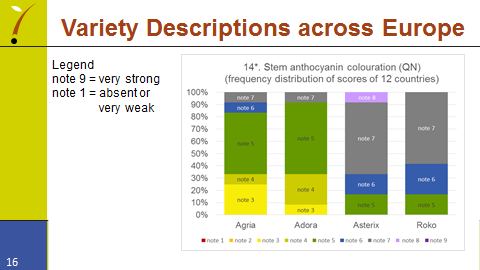 Variety Descriptions across Europe
Legend
note 9 = very strong
note 1 = absent or
very weak
14*. Stem anthocyanin colouration (QN)
(frequency distribution of scores of 12 countries)
100%
90%
80%
70%
60%
50%
40%
30%
20%
10%
0%
note 7
note 6
note 5
note 4
note 3
note 7
note 5
note 4
note 3
note 8
note 7
note 6
note 5
note 7
note 6
note 5
Agria Adora Asterix Roko
note 1 note 2 note 3 note 4 note 5 note 6 note 7 note 8 note 9
16